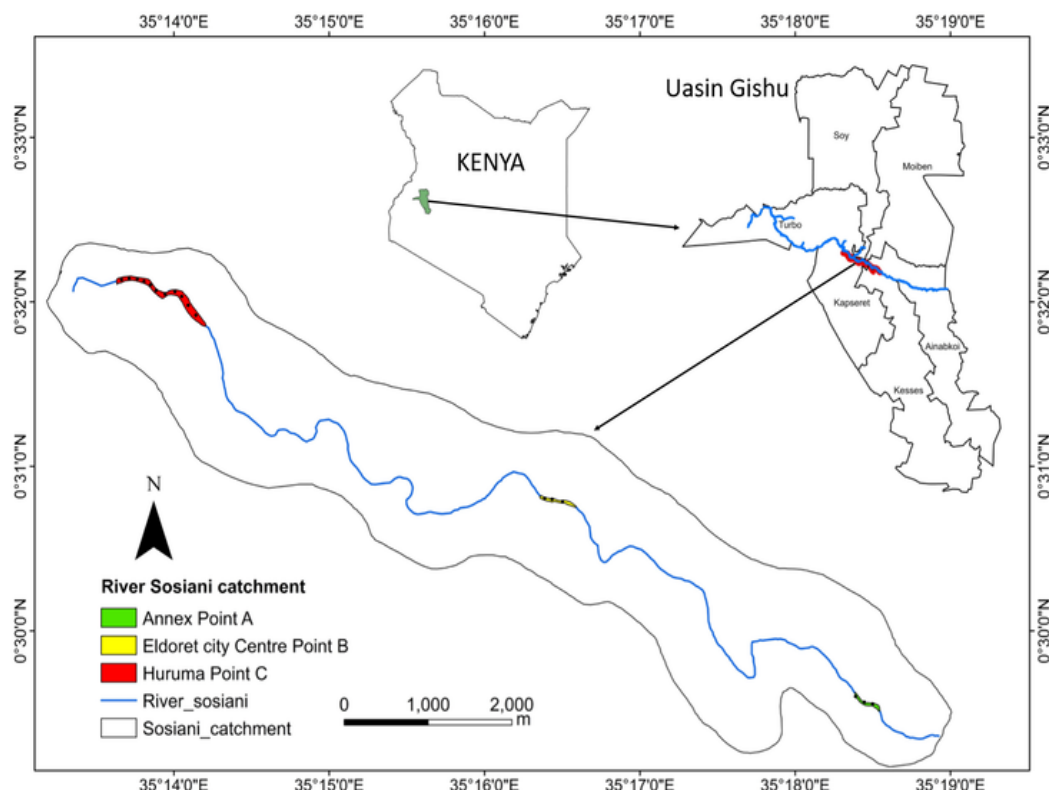 35°14'0"E 35°15'0"E 35°16'0"E 35°17'0"E 35°18'0"E 35°19'0"E
Uasin Gishu
0°33'0"N
0°33'0"N
KENYA
Soy
Moiben
Turbo
0°32'0"N
0°32'0"N
Kapseret
Ainabkoi
Kesses
0°31'0"N
0°31'0"N
N
River Sosiani catchment
Annex Point A
Eldoret city Centre Point B
Huruma Point C
River_sosiani
Sosiani_catchment
0 1,000 2,000
m
0°30'0"N
0°30'0"N
35°14'0"E 35°15'0"E 35°16'0"E 35°17'0"E 35°18'0"E 35°19'0"E